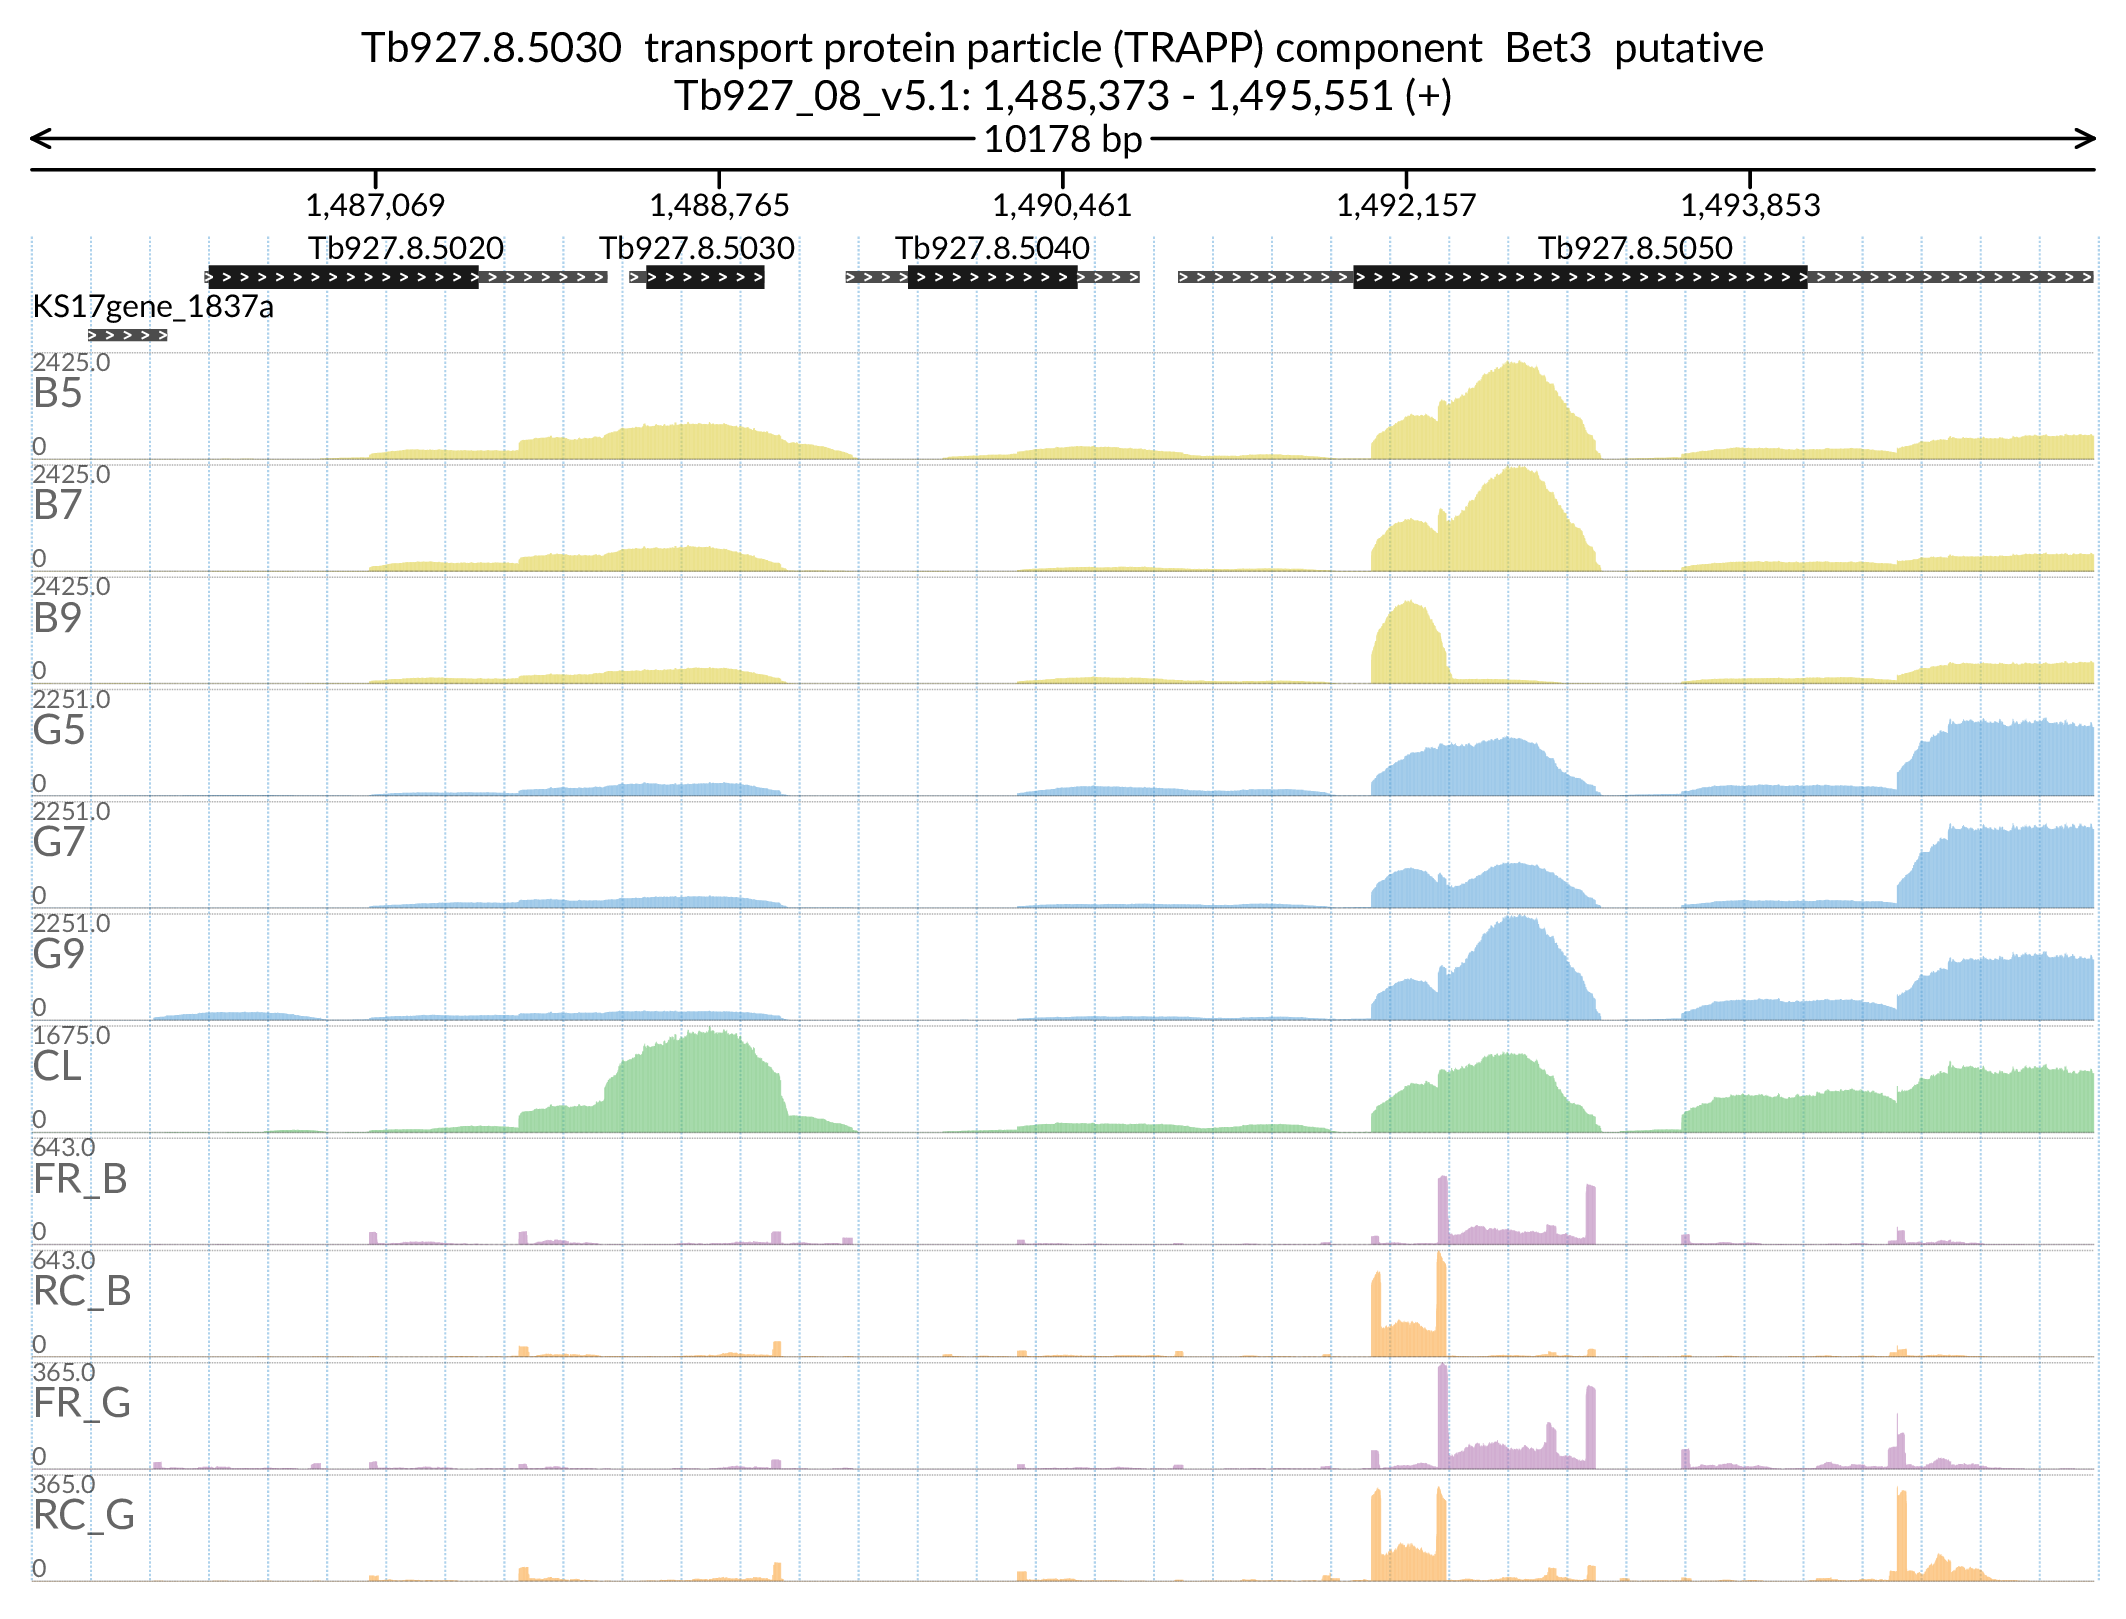 Tb927.8.5030 transport protein particle (TRAPP) component Bet3 putative
Tb927_08_v5.1: 1,485,373 - 1,495,551 (+)
10178 bp
1,487,069 1,488,765 1,490,461 1,492,157 1,493,853
Tb927.8.5020 Tb927.8.5030 Tb927.8.5040 Tb927.8.5050
KS17gene_1837a
2425.0
B5
0
2425.0
B7
0
2425.0
B9
0
2251.0
G5
0
2251.0
G7
0
2251.0
G9
0
1675.0
CL
0
643.0
FR_B
0
643.0
RC_B
0
365.0
FR_G
0
365.0
RC_G
0